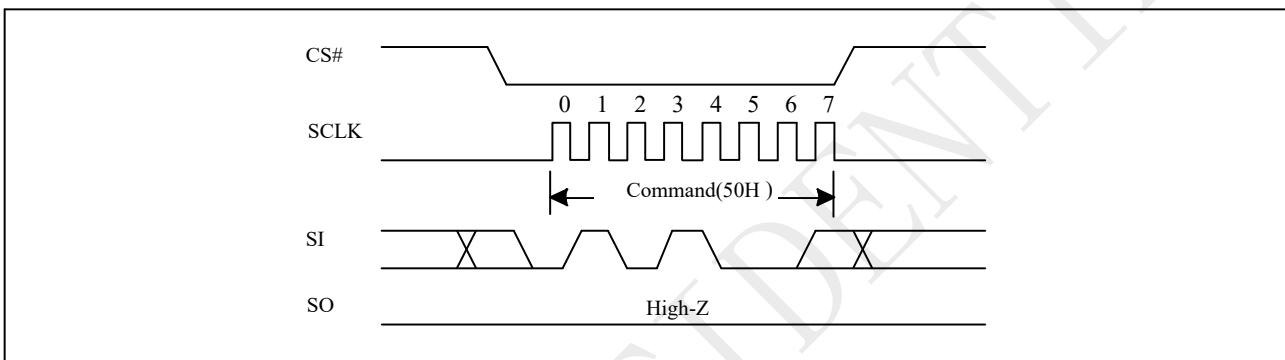 CS#
0 1 2 3 4 5 6 7
SCLK
Command(50H )
SI
SO
High-Z